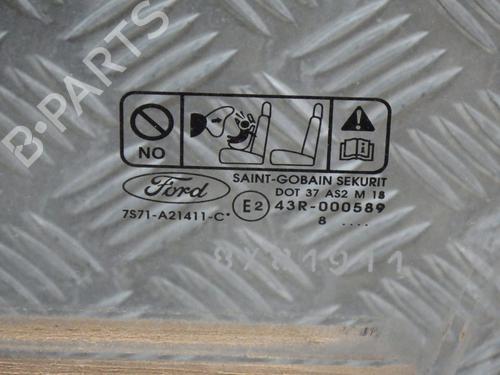 B-PARTS
NO
Ford
SAINT-GOBAIN SEKURIT
DOT 37 AS2 M 18
7S71-A21411-C*
E2
43R-000589
8 ....